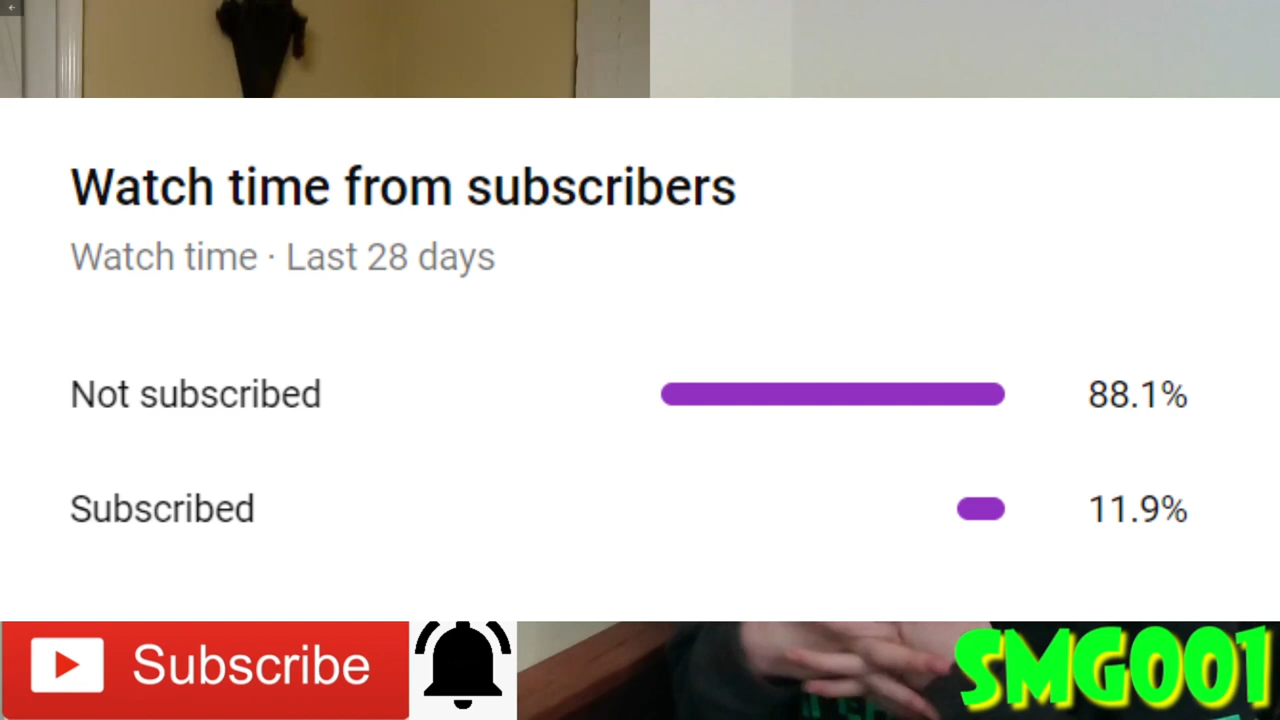 Watch time from subscribers
Watch time · Last 28 days
Not subscribed 88.1%
Subscribed 11.9%
Subscribe
SMG001